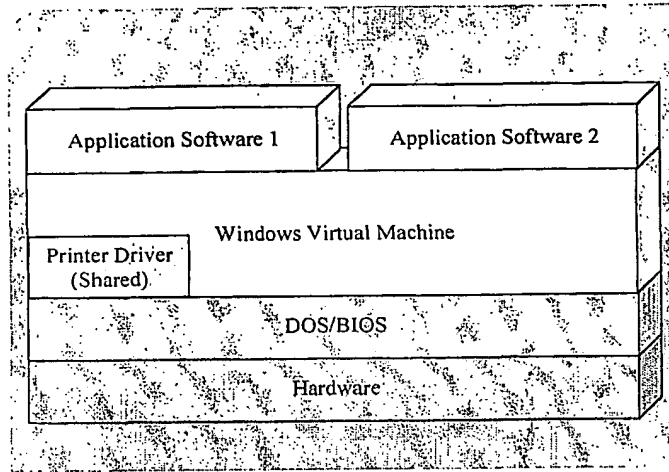 Application Software 1
Application Software 2
Windows Virtual Machine
Printer Driver
(Shared)
DOS/BIOS
Hardware